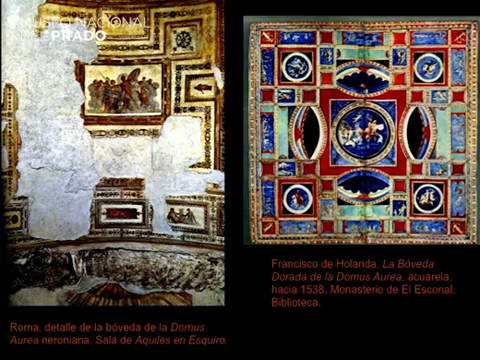 MUSEO NACIONAL
DEL PRADO
Francisco de Holanda, La Bóveda
Dorada de la Domus Aurea, acuarela,
hacia 1538, Monasterio de El Escorial.
Biblioteca.
Roma, detalle de la bóveda de la Domus
Aurea neroniana. Sala de Aquiles en Esquiro.